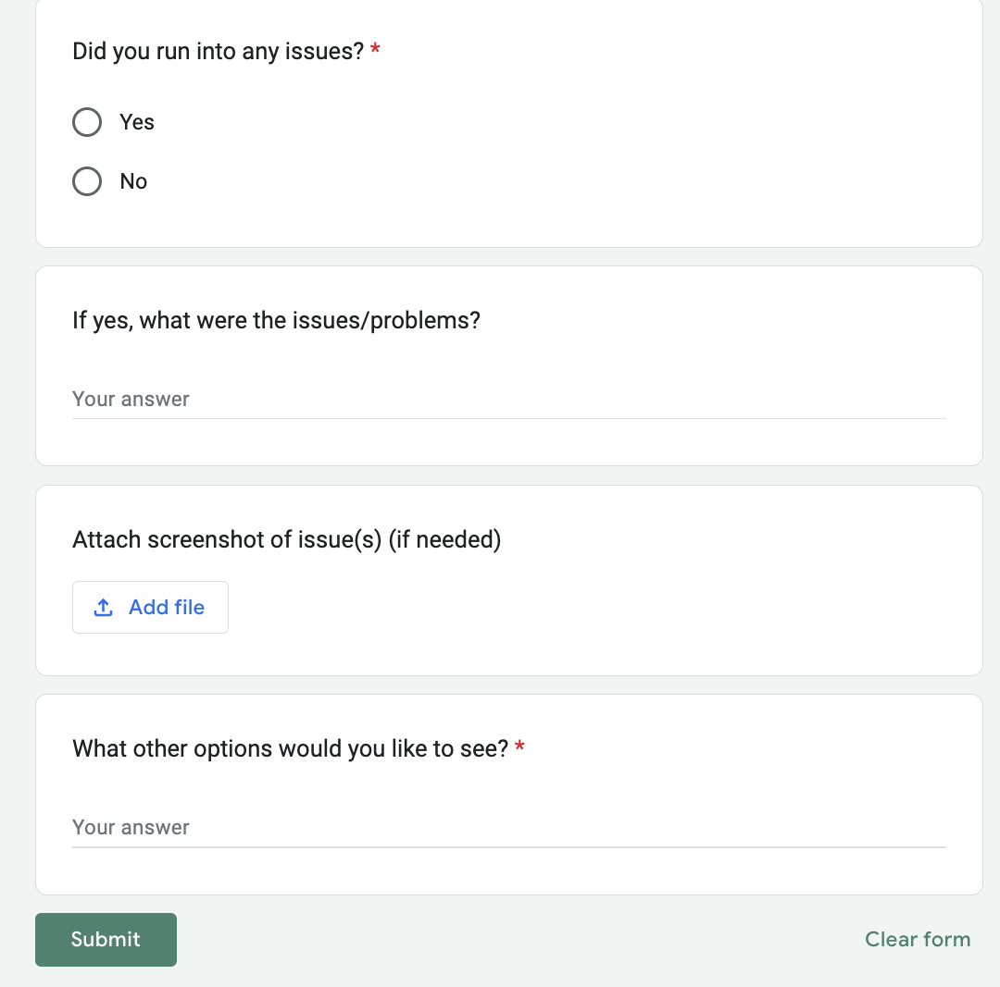 Did you run into any issues? *
Yes
No
If yes, what were the issues/problems?
Your answer
Attach screenshot of issue(s) (if needed)
Add file
What other options would you like to see? *
Your answer
Submit
Clear form